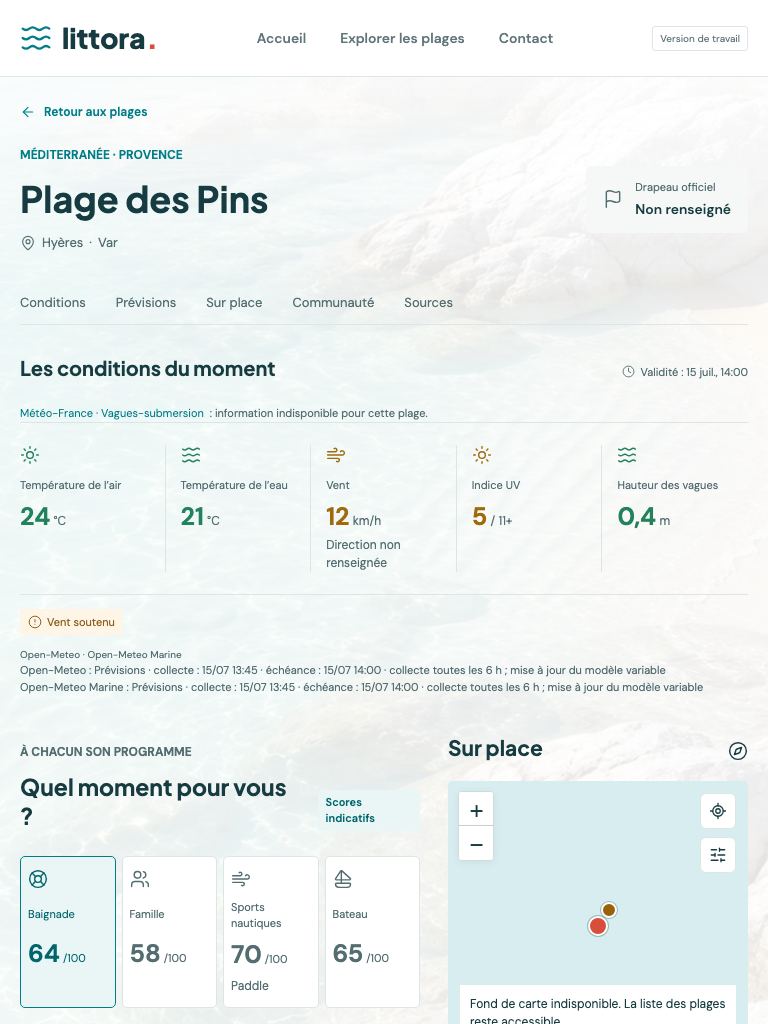 littora.
Accueil
Explorer les plages
Contact
Version de travail
Retour aux plages
MÉDITERRANÉE · PROVENCE
Plage des Pins
Hyères · Var
Drapeau officiel
Non renseigné
Conditions
Prévisions
Sur place
Communauté
Sources
Les conditions du moment
Validité : 15 juil., 14:00
Météo-France · Vagues-submersion : information indisponible pour cette plage.
Température de l'air
24 °C
Température de l'eau
21 °C
Vent
12 km/h
Direction non
renseignée
Indice UV
5 / 11+
Hauteur des vagues
0,4 m
Vent soutenu
Open-Meteo · Open-Meteo Marine
Open-Meteo : Prévisions · collecte : 15/07 13:45 · échéance : 15/07 14:00 · collecte toutes les 6 h ; mise à jour du modèle variable
Open-Meteo Marine : Prévisions · collecte : 15/07 13:45 · échéance : 15/07 14:00 · collecte toutes les 6 h ; mise à jour du modèle variable
À CHACUN SON PROGRAMME
Quel moment pour vous
?
Scores
indicatifs
Baignade
64 /100
Famille
58 /100
Sports
nautiques
70 /100
Paddle
Bateau
65 /100
Sur place
+
−
Fond de carte indisponible. La liste des plages
reste accessible.